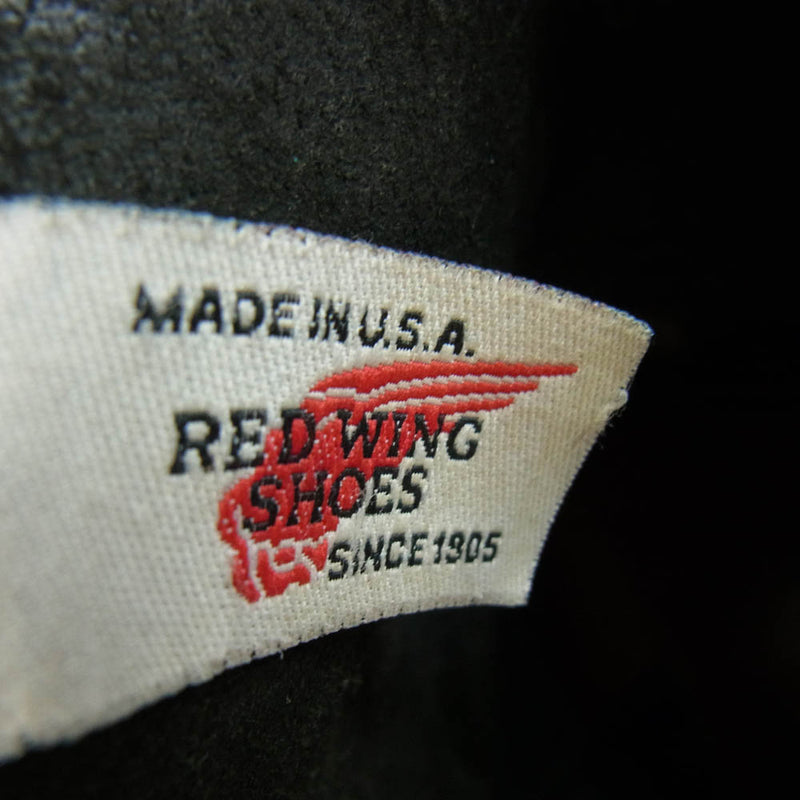 MADE IN U.S.A.
RED WING
SHOES
SINCE 1905